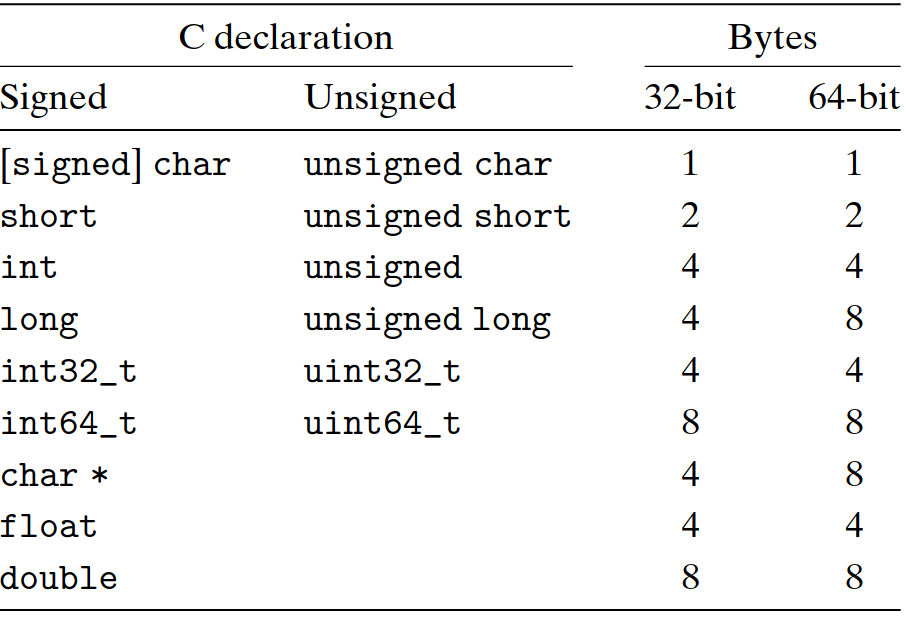 C declaration Bytes
Signed Unsigned 32-bit 64-bit
[signed] char unsigned char 1 1
short unsigned short 2 2
int unsigned 4 4
long unsigned long 4 8
int32_t uint32_t 4 4
int64_t uint64_t 8 8
char * 4 8
float 4 4
double 8 8